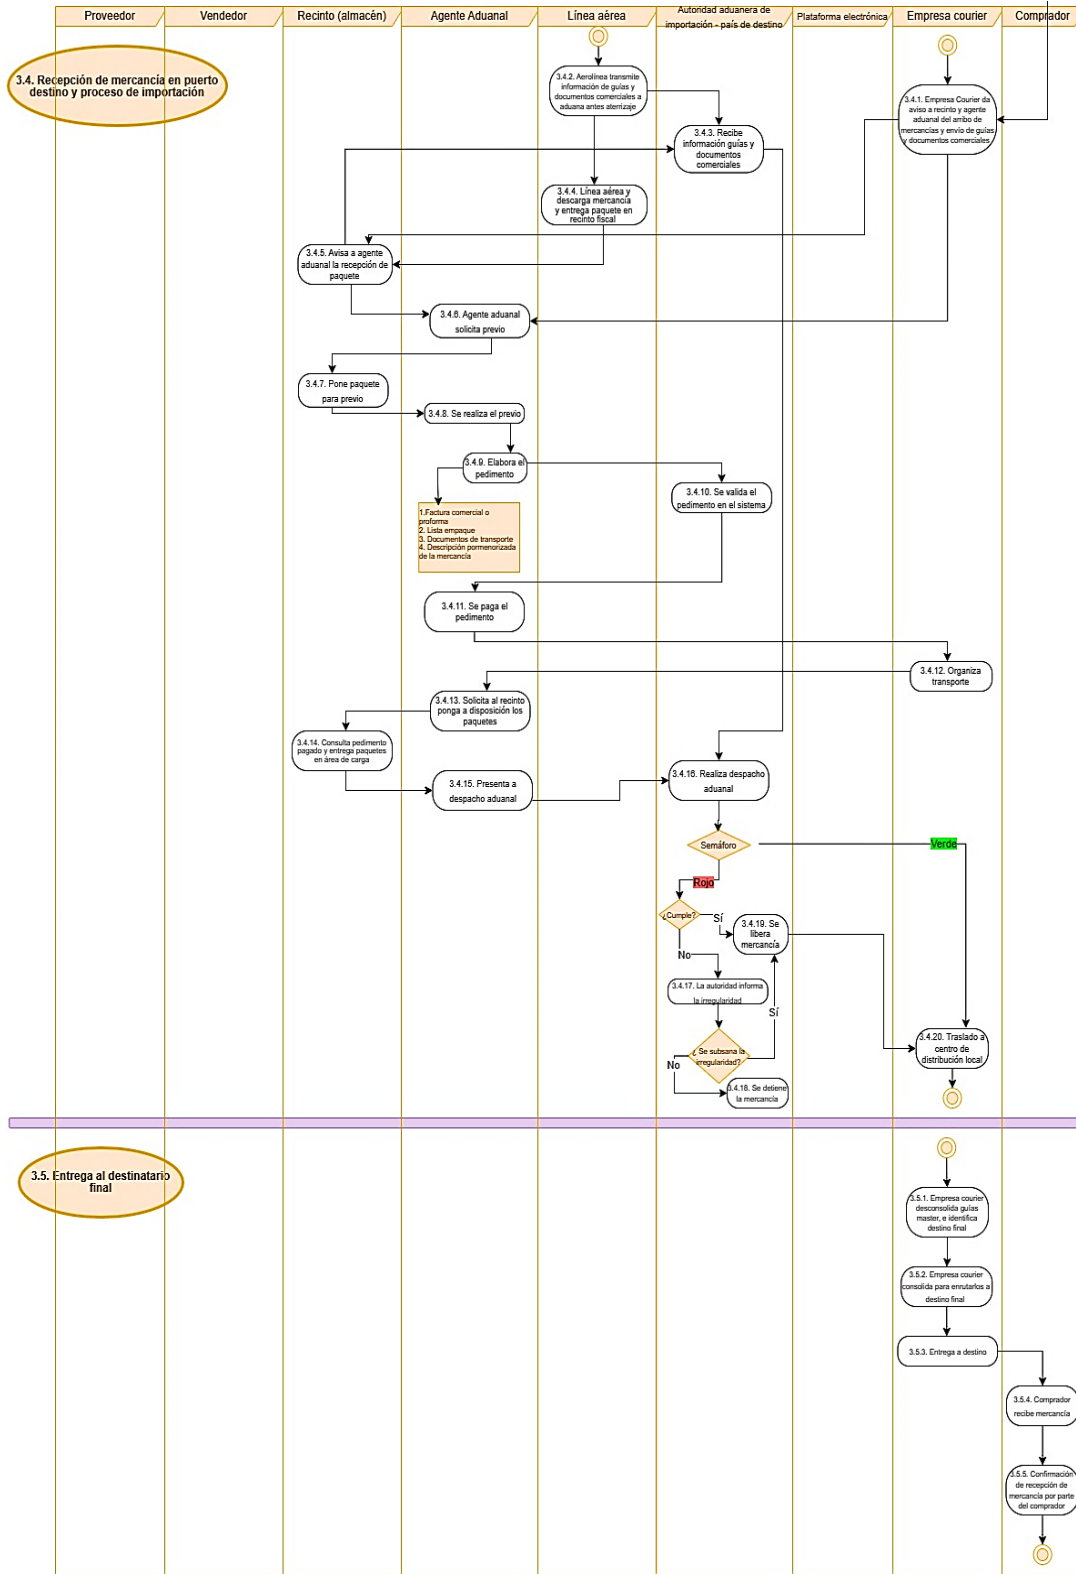 Proveedor
Vendedor
Recinto (almacén)
Agente Aduanal
Línea aérea
Autoridad aduanera de
importación - país de destino
Plataforma electrónica
Empresa courier
Comprador
3.4. Recepción de mercancía en puerto
destino y proceso de importación
3.4.2. Aerolínea transmite
información de guías y
documentos comerciales a
aduana antes aterrizaje
3.4.1. Empresa Courier da
aviso a recinto y agente
aduanal del arribo de
mercancías y envío de guías
y documentos comerciales.
3.4.3. Recibe
información guías y
documentos
comerciales
3.4.4. Línea aérea y
descarga mercancía
y entrega paquete en
recinto fiscal
3.4.5. Avisa a agente
aduanal la recepción de
paquete
3.4.6. Agente aduanal
solicita previo
3.4.7. Pone paquete
para previo
3.4.8. Se realiza el previo
3.4.9. Elabora el
pedimento
3.4.10. Se valida el
pedimento en el sistema
1.Factura comercial o
proforma
2. Lista empaque
3. Documentos de transporte
4. Descripción pormenorizada
de la mercancía
3.4.11. Se paga el
pedimento
3.4.12. Organiza
transporte
3.4.13. Solicita al recinto
ponga a disposición los
paquetes
3.4.14. Consulta pedimento
pagado y entrega paquetes
en área de carga
3.4.15. Presenta a
despacho aduanal
3.4.16. Realiza despacho
aduanal
Semáforo
Verde
Rojo
¿Cumple?
Sí
3.4.19. Se
libera
mercancía
No
3.4.17. La autoridad informa
la irregularidad
Sí
¿ Se subsana la
irregularidad?
No
3.4.18. Se detiene
la mercancía
3.4.20. Traslado a
centro de
distribución local
3.5. Entrega al destinatario
final
3.5.1. Empresa courier
desconsolida guías
master, e identifica
destino final
3.5.2. Empresa courier
consolida para enrutarlos a
destino final
3.5.3. Entrega a destino
3.5.4. Comprador
recibe mercancía
3.5.5. Confirmación
de recepción de
mercancía por parte
del comprador